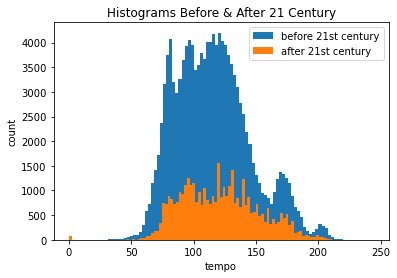 Histograms Before & After 21 Century
before 21st century
after 21st century
count
4000
3500
3000
2500
2000
1500
1000
500
0
0 50 100 150 200 250
tempo